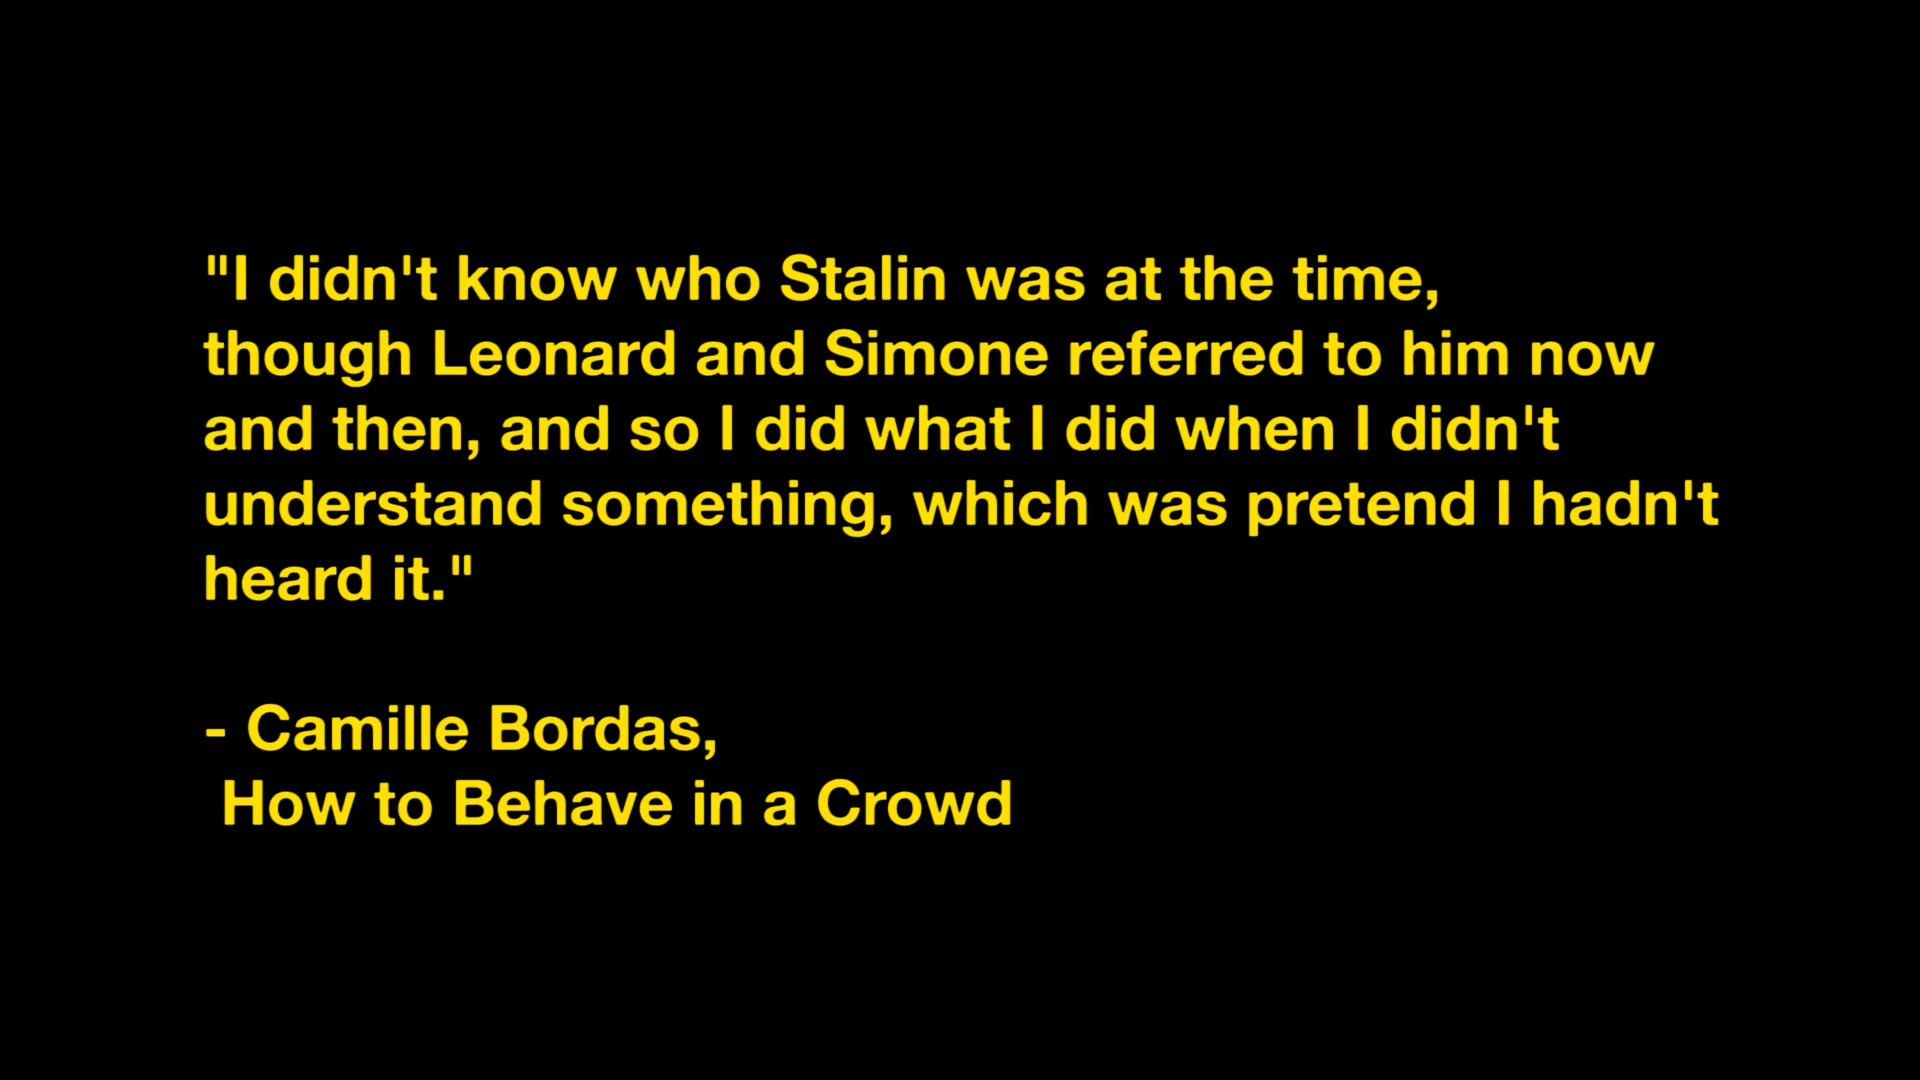 "I didn't know who Stalin was at the time,
though Leonard and Simone referred to him now
and then, and so I did what I did when I didn't
understand something, which was pretend I hadn't
heard it."
- Camille Bordas,
How to Behave in a Crowd